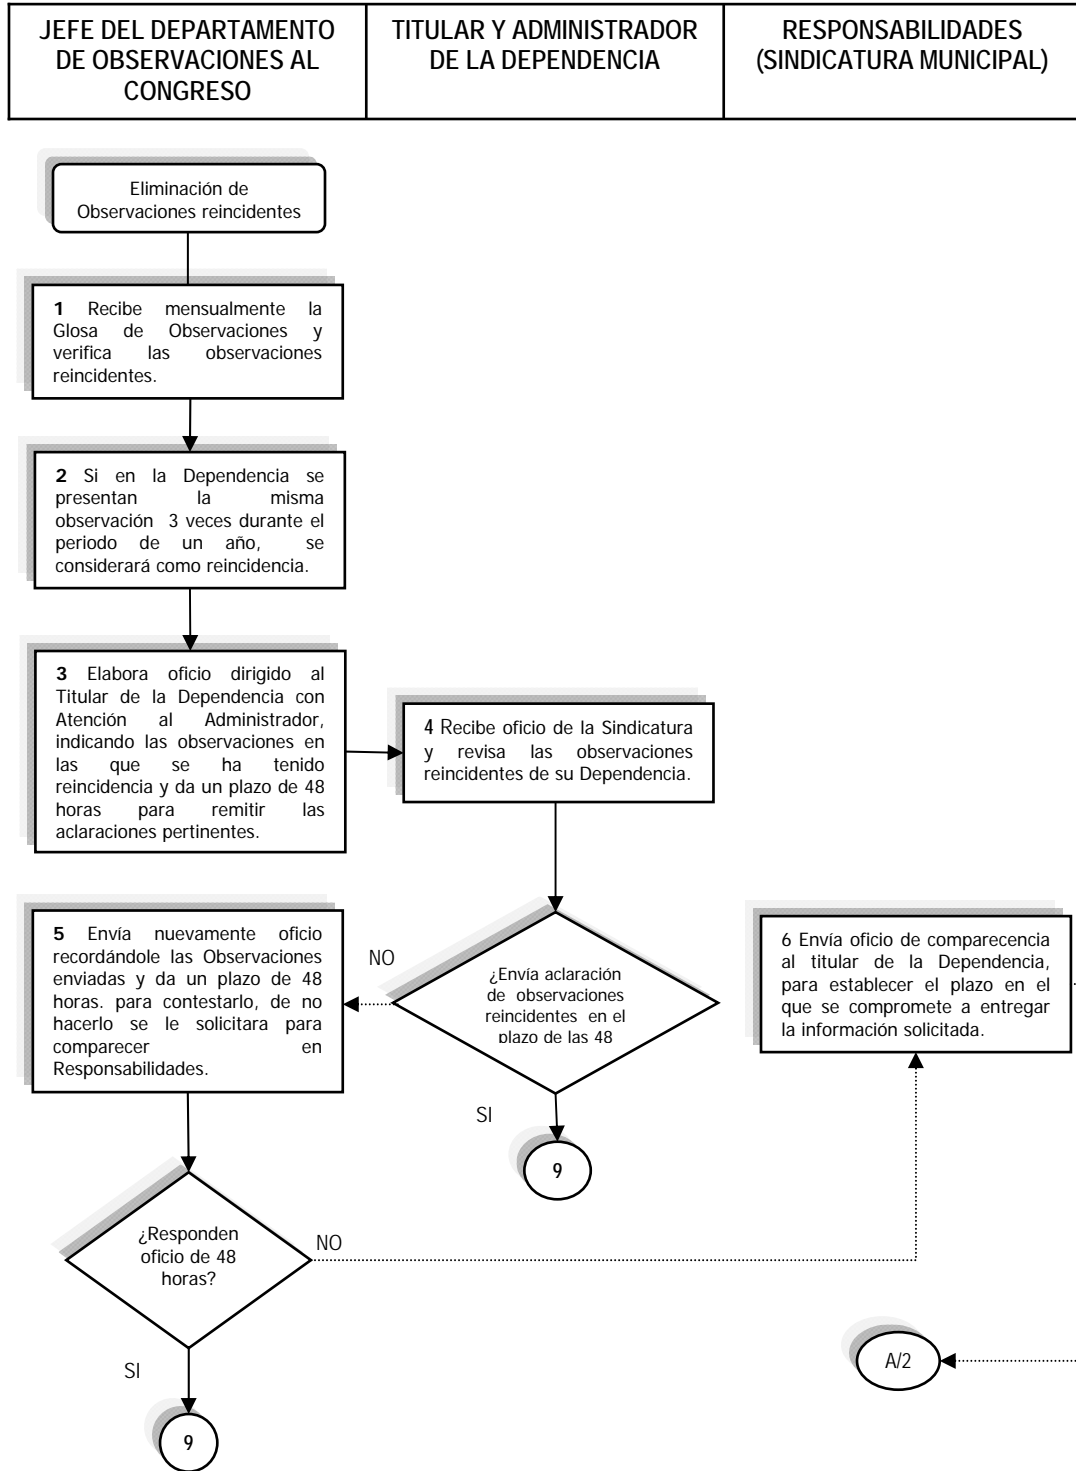 JEFE DEL DEPARTAMENTO
DE OBSERVACIONES AL
CONGRESO
TITULAR Y ADMINISTRADOR
DE LA DEPENDENCIA
RESPONSABILIDADES
(SINDICATURA MUNICIPAL)
Eliminación de
Observaciones reincidentes
1 Recibe mensualmente la
Glosa de Observaciones y
verifica las observaciones
reincidentes.
2 Si en la Dependencia se
presentan la misma
observación 3 veces durante el
periodo de un año, se
considerará como reincidencia.
3 Elabora oficio dirigido al
Titular de la Dependencia con
Atención al Administrador,
indicando las observaciones en
las que se ha tenido
reincidencia y da un plazo de 48
horas para remitir las
aclaraciones pertinentes.
4 Recibe oficio de la Sindicatura
y revisa las observaciones
reincidentes de su Dependencia.
5 Envía nuevamente oficio
recordándole las Observaciones
enviadas y da un plazo de 48
horas. para contestarlo, de no
hacerlo se le solicitara para
comparecer en
Responsabilidades.
NO
¿Envía aclaración
de observaciones
reincidentes en el
plazo de las 48
6 Envía oficio de comparecencia
al titular de la Dependencia,
para establecer el plazo en el
que se compromete a entregar
la información solicitada.
SI
9
¿Responden
oficio de 48
horas?
NO
SI
A/2
9